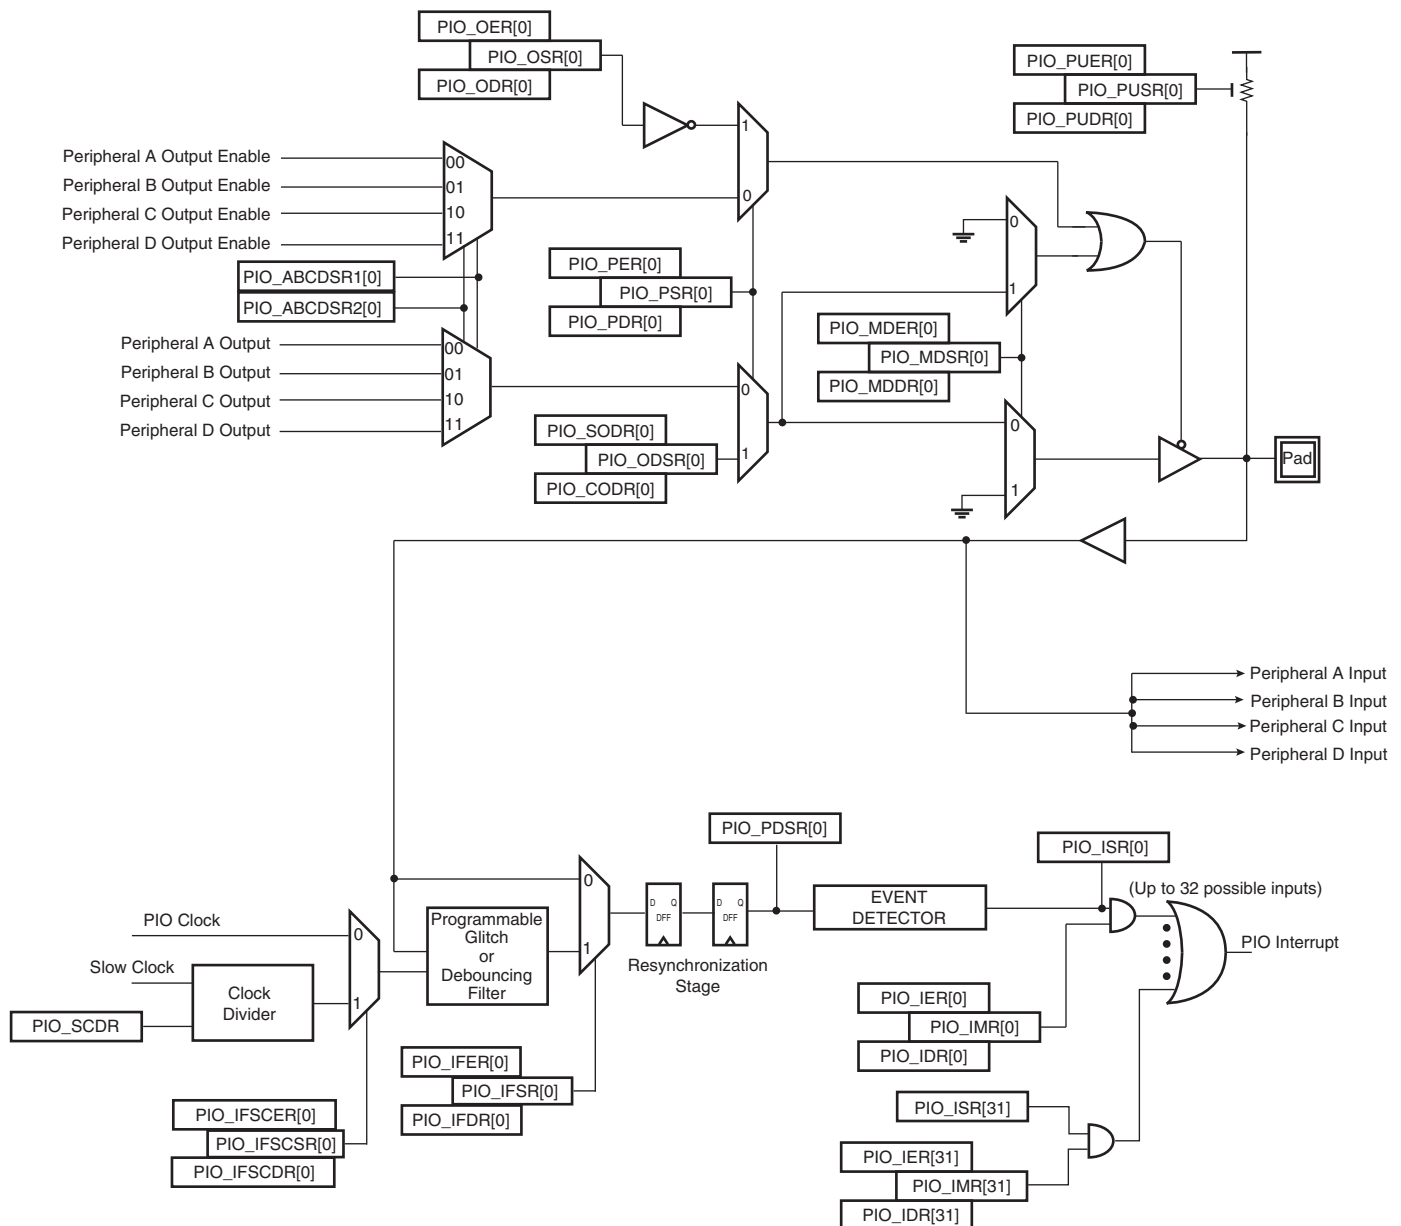 PIO_OER[0]
PIO_OSR[0]
PIO_ODR[0]
PIO_PUER[0]
PIO_PUSR[0]
PIO_PUDR[0]
1
0
Peripheral A Output Enable
Peripheral B Output Enable
Peripheral C Output Enable
Peripheral D Output Enable
00
01
10
11
0
1
PIO_ABCDSR1[0]
PIO_ABCDSR2[0]
PIO_PER[0]
PIO_PSR[0]
PIO_PDR[0]
PIO_MDER[0]
PIO_MDSR[0]
PIO_MDDR[0]
Peripheral A Output
Peripheral B Output
Peripheral C Output
Peripheral D Output
00
01
10
11
0
1
PIO_SODR[0]
PIO_ODSR[0]
PIO_CODR[0]
0
1
Pad
Peripheral A Input
Peripheral B Input
Peripheral C Input
Peripheral D Input
PIO_PDSR[0]
PIO_ISR[0]
(Up to 32 possible inputs)
EVENT
DETECTOR
PIO Interrupt
0
1
D Q
DFF
D Q
DFF
Resynchronization
Stage
Programmable
Glitch
or
Debouncing
Filter
PIO Clock
Slow Clock
0
1
Clock
Divider
PIO_SCDR
PIO_IER[0]
PIO_IMR[0]
PIO_IDR[0]
PIO_IFER[0]
PIO_IFSR[0]
PIO_IFDR[0]
PIO_IFSCER[0]
PIO_IFSCSR[0]
PIO_IFSCDR[0]
PIO_ISR[31]
PIO_IER[31]
PIO_IMR[31]
PIO_IDR[31]